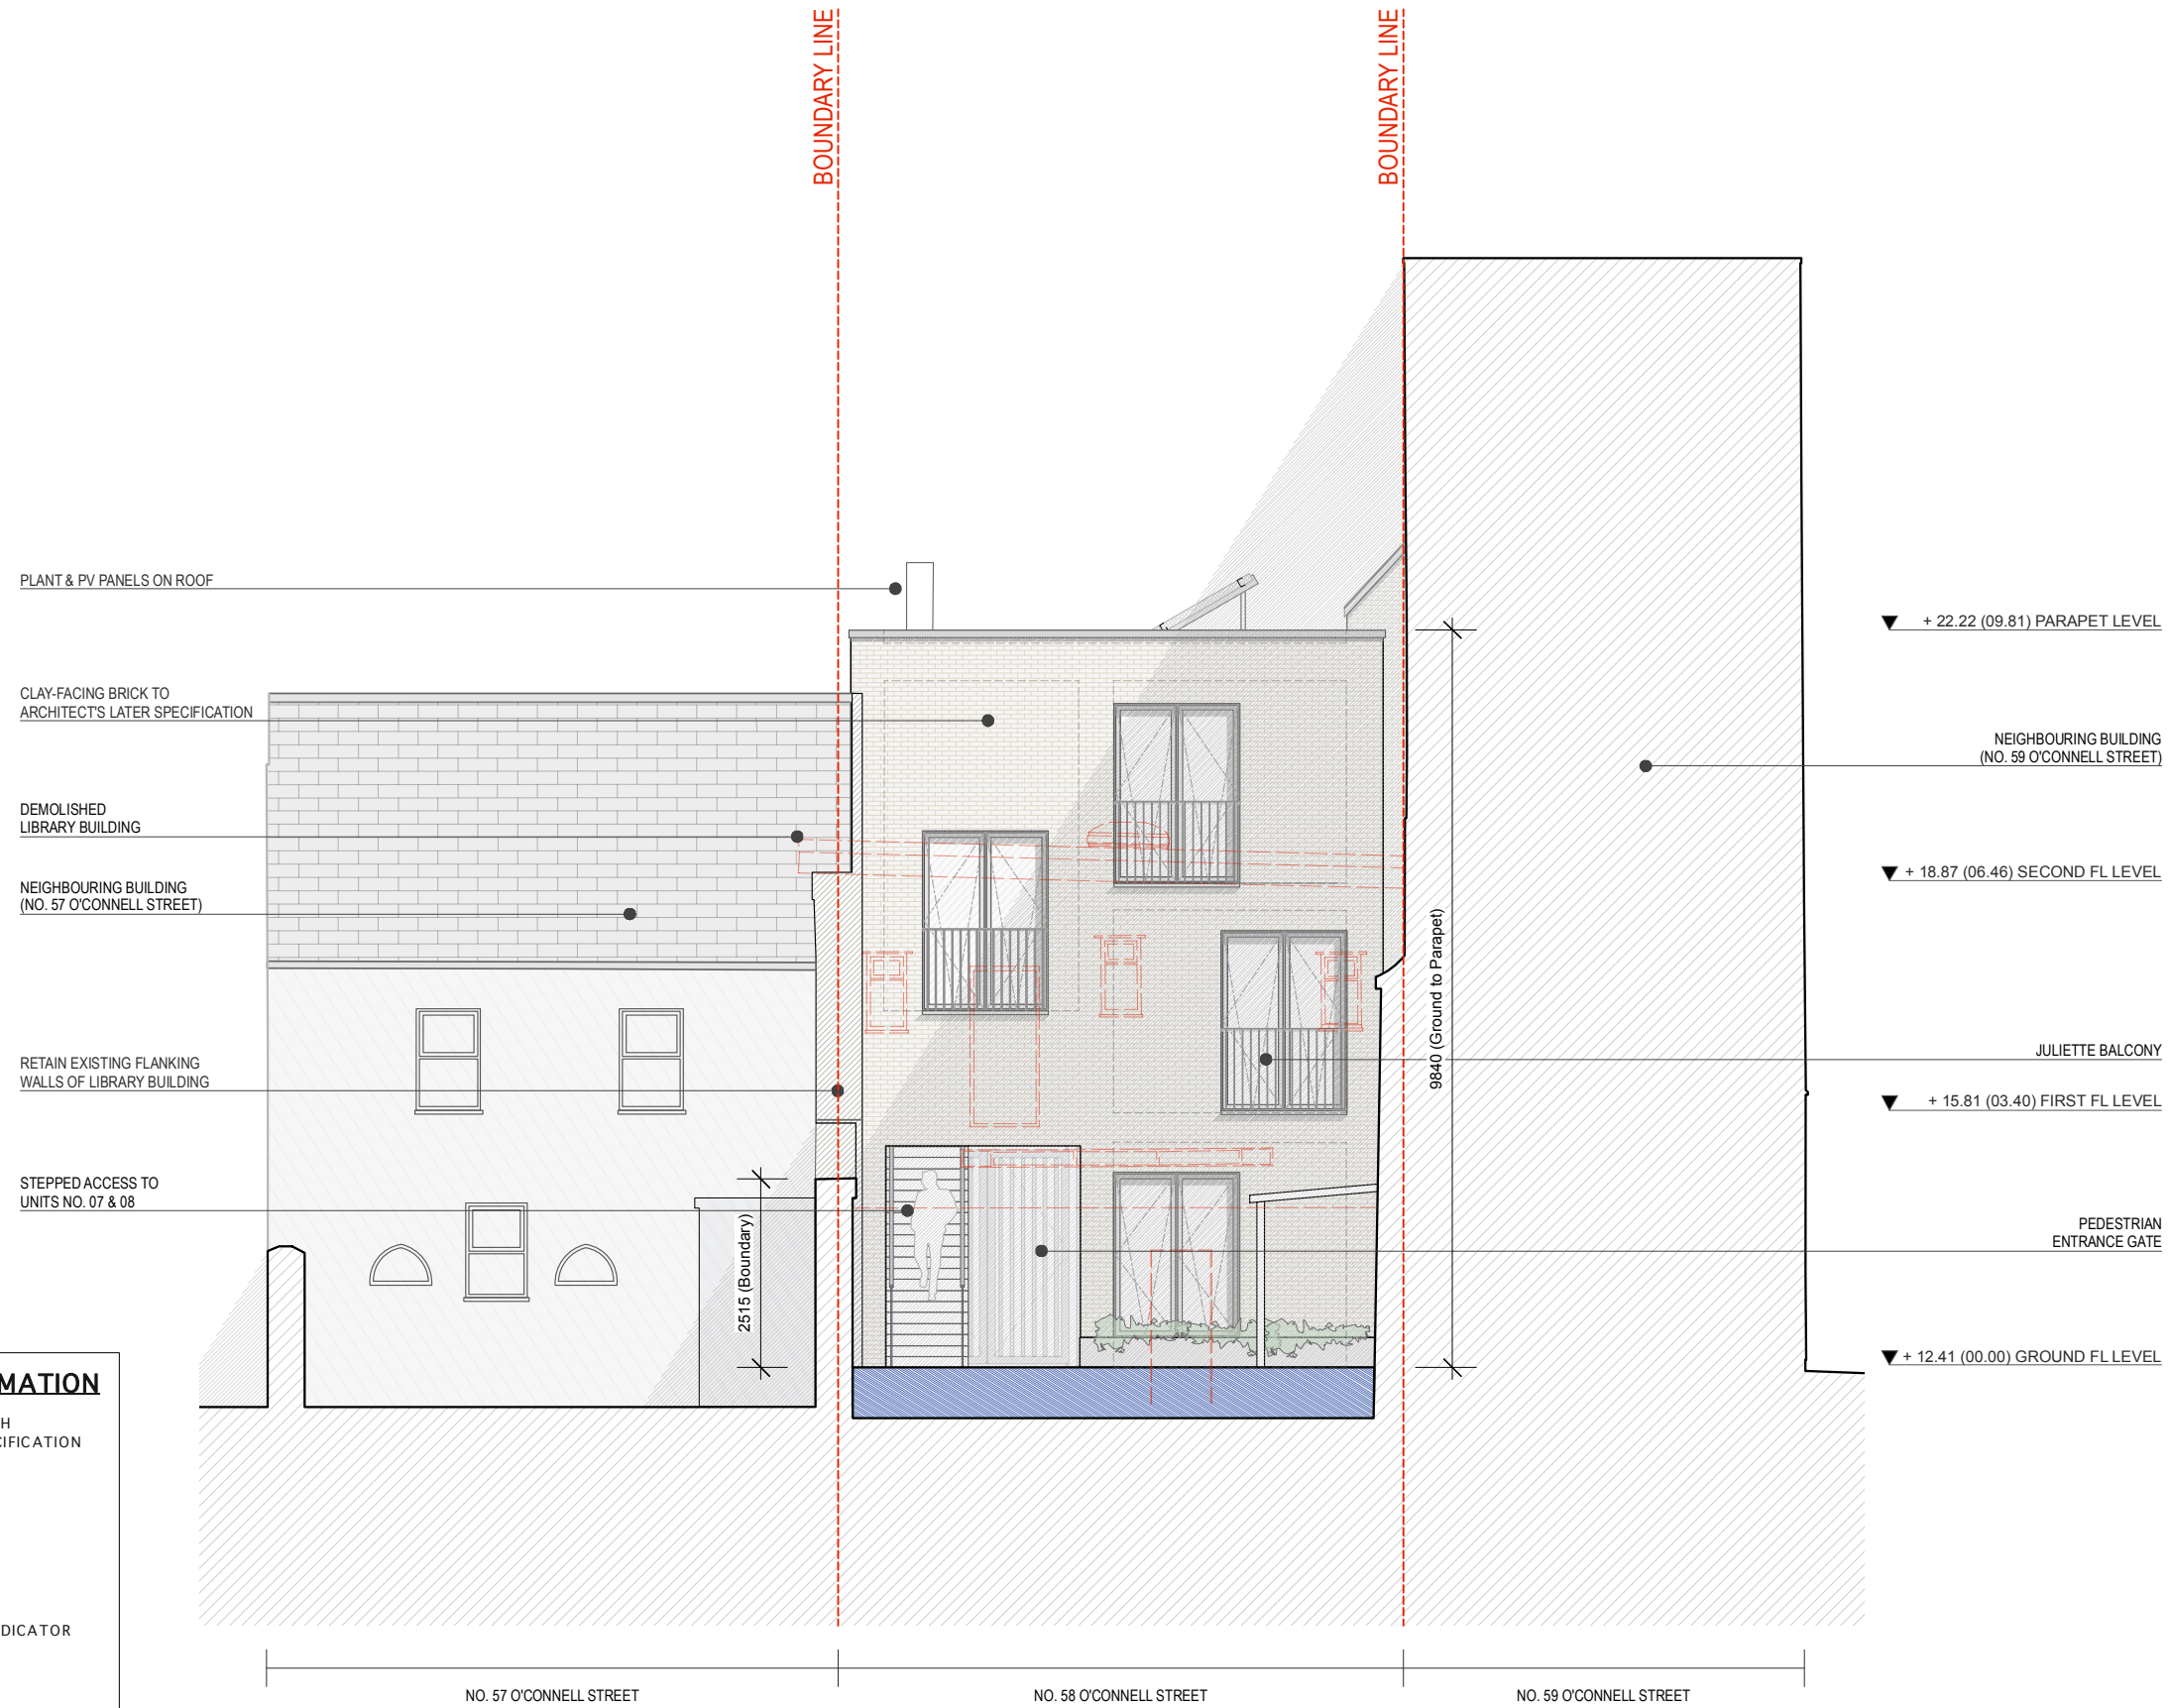 BOUNDARY LINE
BOUNDARY LINE
PLANT & PV PANELS ON ROOF
CLAY-FACING BRICK TO
ARCHITECT'S LATER SPECIFICATION
DEMOLISHED
LIBRARY BUILDING
NEIGHBOURING BUILDING
(NO. 57 O'CONNELL STREET)
RETAIN EXISTING FLANKING
WALLS OF LIBRARY BUILDING
STEPPED ACCESS TO
UNITS NO. 07 & 08
2515 (Boundary)
9840 (Ground to Parapet)
+ 22.22 (09.81) PARAPET LEVEL
NEIGHBOURING BUILDING
(NO. 59 O'CONNELL STREET)
+ 18.87 (06.46) SECOND FL LEVEL
JULIETTE BALCONY
+ 15.81 (03.40) FIRST FL LEVEL
PEDESTRIAN
ENTRANCE GATE
+ 12.41 (00.00) GROUND FL LEVEL
MATION
H
CIFICATION
DICATOR
NO. 57 O'CONNELL STREET
NO. 58 O'CONNELL STREET
NO. 59 O'CONNELL STREET